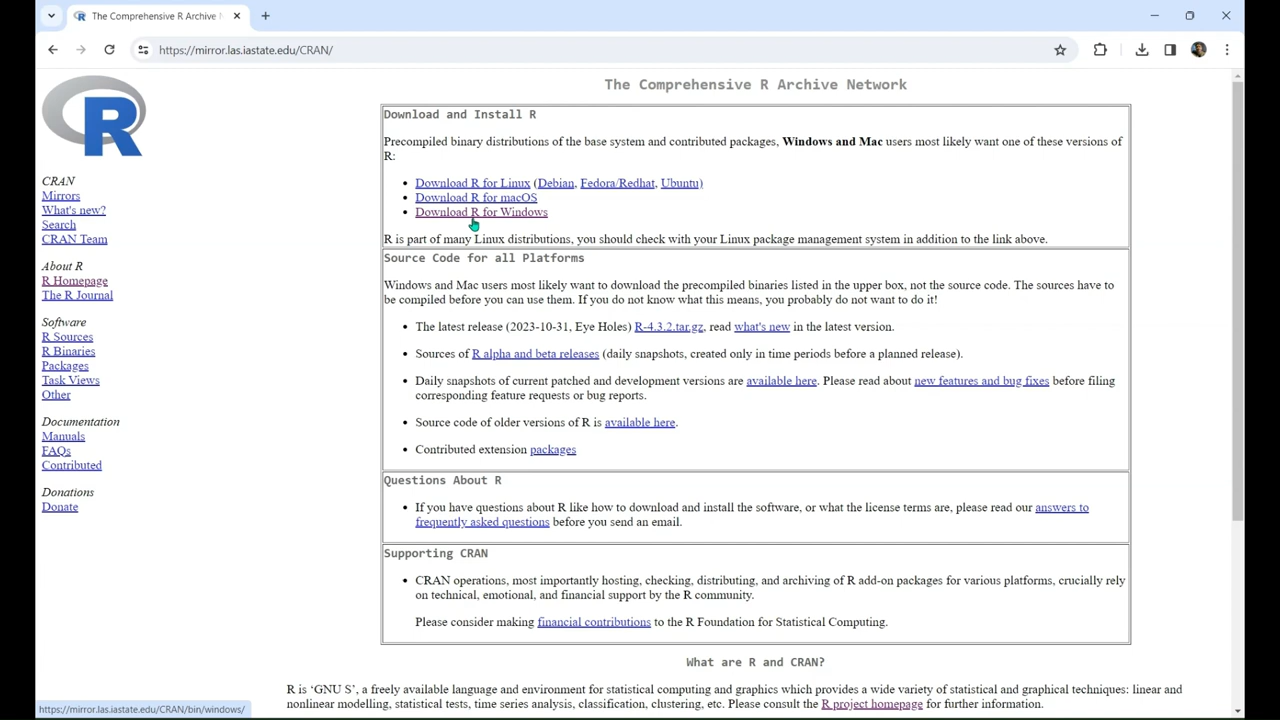 The Comprehensive R Archive N
https://mirror.las.iastate.edu/CRAN/
R
CRAN
Mirrors
What's new?
Search
CRAN Team
About R
R Homepage
The R Journal
Software
R Sources
R Binaries
Packages
Task Views
Other
Documentation
Manuals
FAQs
Contributed
Donations
Donate
The Comprehensive R Archive Network
Download and Install R
Precompiled binary distributions of the base system and contributed packages, Windows and Mac users most likely want one of these versions of
R:
• Download R for Linux (Debian, Fedora/Redhat, Ubuntu)
• Download R for macOS
• Download R for Windows
R is part of many Linux distributions, you should check with your Linux package management system in addition to the link above.
Source Code for all Platforms
Windows and Mac users most likely want to download the precompiled binaries listed in the upper box, not the source code. The sources have to
be compiled before you can use them. If you do not know what this means, you probably do not want to do it!
• The latest release (2023-10-31, Eye Holes) R-4.3.2.tar.gz, read what's new in the latest version.
• Sources of R alpha and beta releases (daily snapshots, created only in time periods before a planned release).
• Daily snapshots of current patched and development versions are available here. Please read about new features and bug fixes before filing
corresponding feature requests or bug reports.
• Source code of older versions of R is available here.
• Contributed extension packages
Questions About R
• If you have questions about R like how to download and install the software, or what the license terms are, please read our answers to
frequently asked questions before you send an email.
Supporting CRAN
• CRAN operations, most importantly hosting, checking, distributing, and archiving of R add-on packages for various platforms, crucially rely
on technical, emotional, and financial support by the R community.
Please consider making financial contributions to the R Foundation for Statistical Computing.
What are R and CRAN?
R is ‘GNU S’, a freely available language and environment for statistical computing and graphics which provides a wide variety of statistical and graphical techniques: linear and
nonlinear modelling, statistical tests, time series analysis, classification, clustering, etc. Please consult the R project homepage for further information.
https://mirror.las.iastate.edu/CRAN/bin/windows/